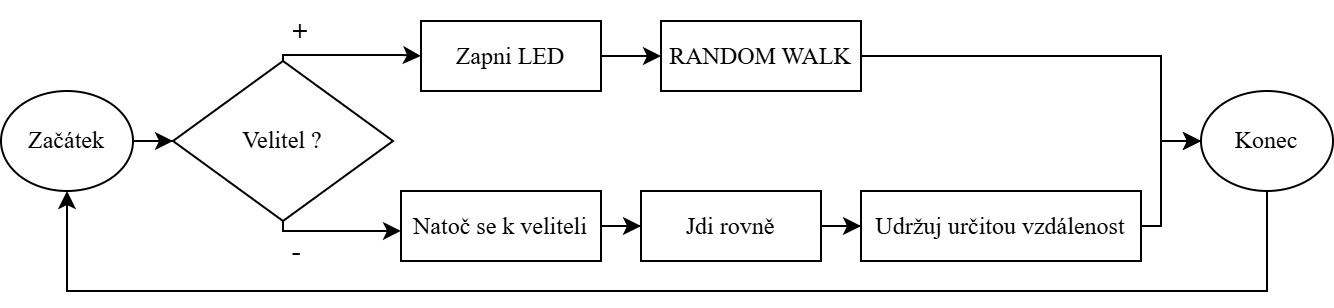 +
Zapni LED
RANDOM WALK
Začátek
Velitel ?
Konec
Natoč se k veliteli
Jdi rovně
Udržuj určitou vzdálenost
-